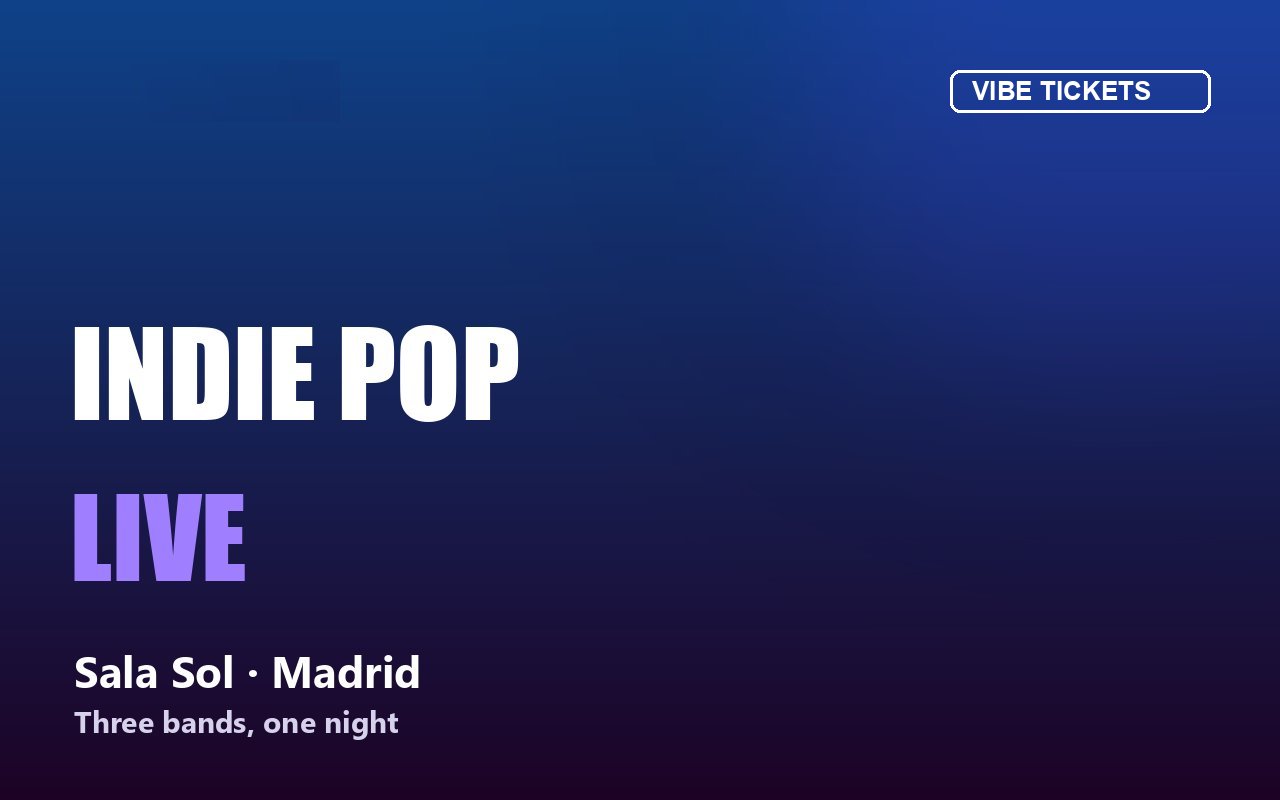 VIBE TICKETS
INDIE POP
LIVE
Sala Sol · Madrid
Three bands, one night